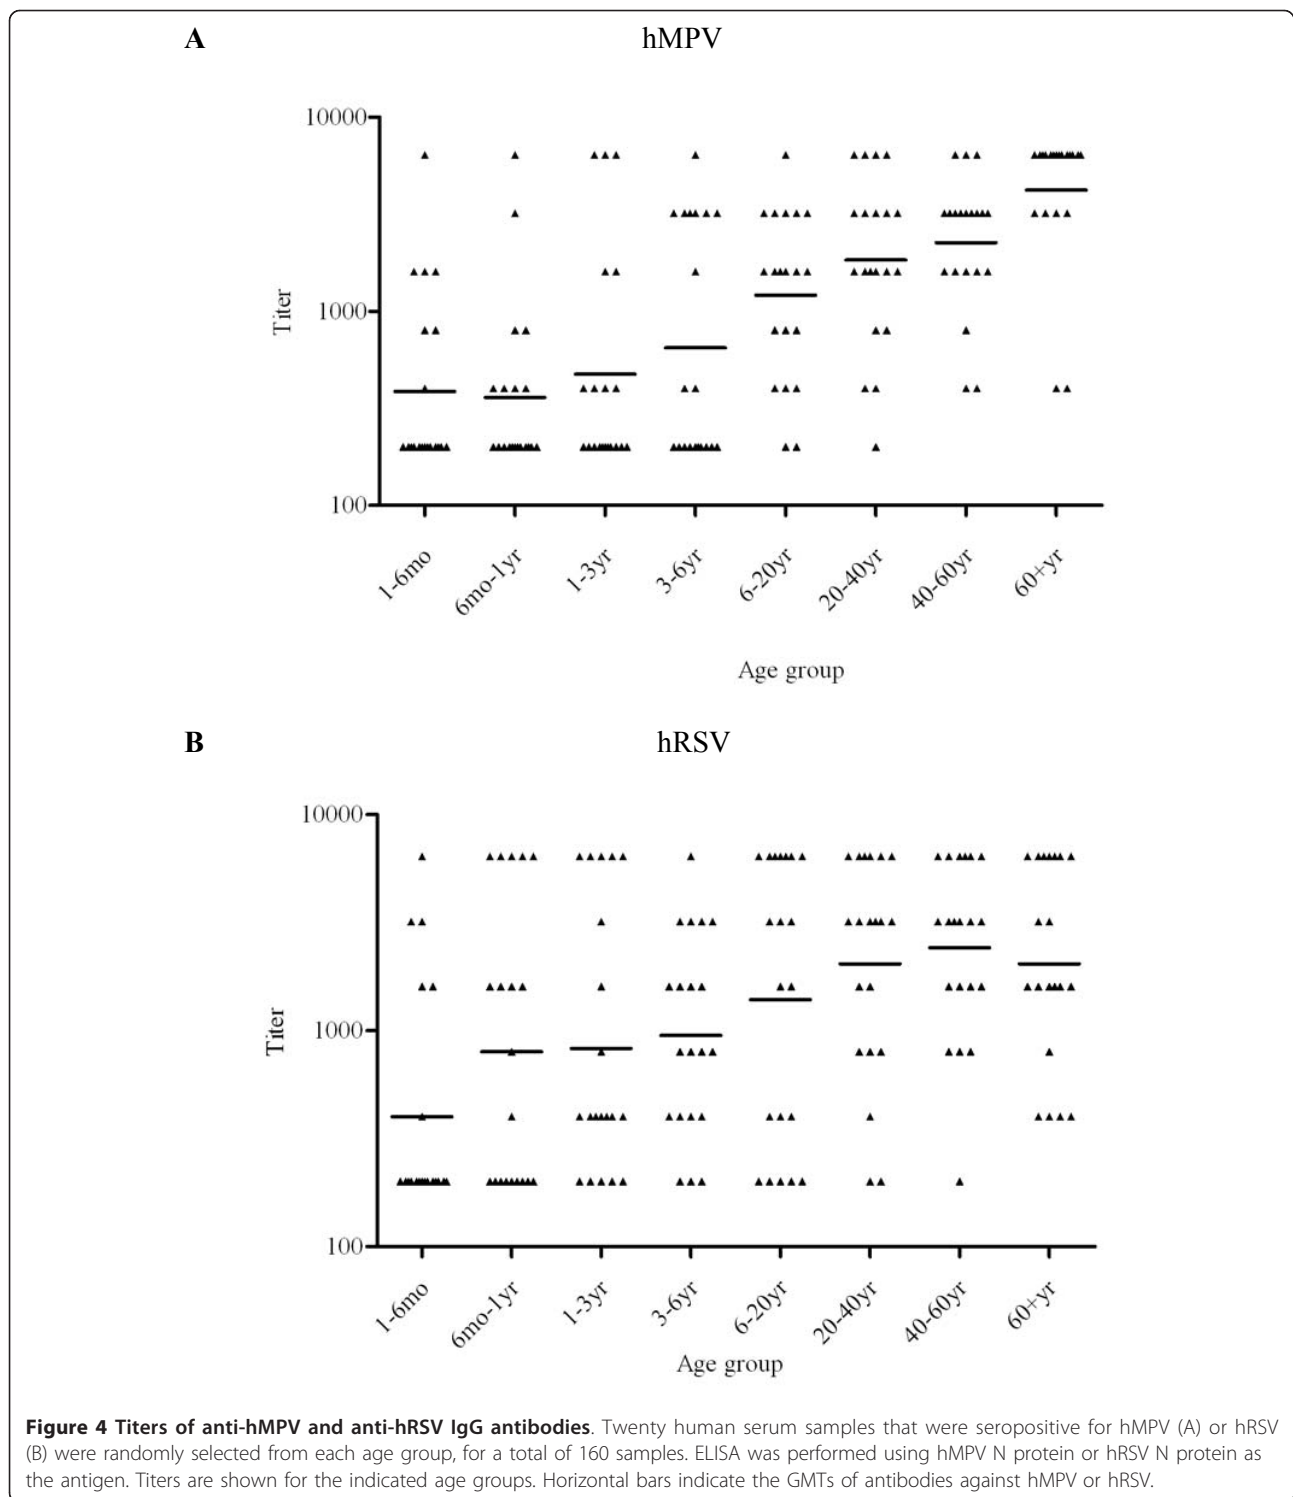 A
hMPV
10000
1000
100
Titer
1-6mo
6mo-1yr
1-3yr
3-6yr
6-20yr
20-40yr
40-60yr
60+yr
Age group
B
hRSV
10000
1000
100
Titer
1-6mo
6mo-1yr
1-3yr
3-6yr
6-20yr
20-40yr
40-60yr
60+yr
Age group
Figure 4 Titers of anti-hMPV and anti-hRSV IgG antibodies. Twenty human serum samples that were seropositive for hMPV (A) or hRSV
(B) were randomly selected from each age group, for a total of 160 samples. ELISA was performed using hMPV N protein or hRSV N protein as
the antigen. Titers are shown for the indicated age groups. Horizontal bars indicate the GMTs of antibodies against hMPV or hRSV.